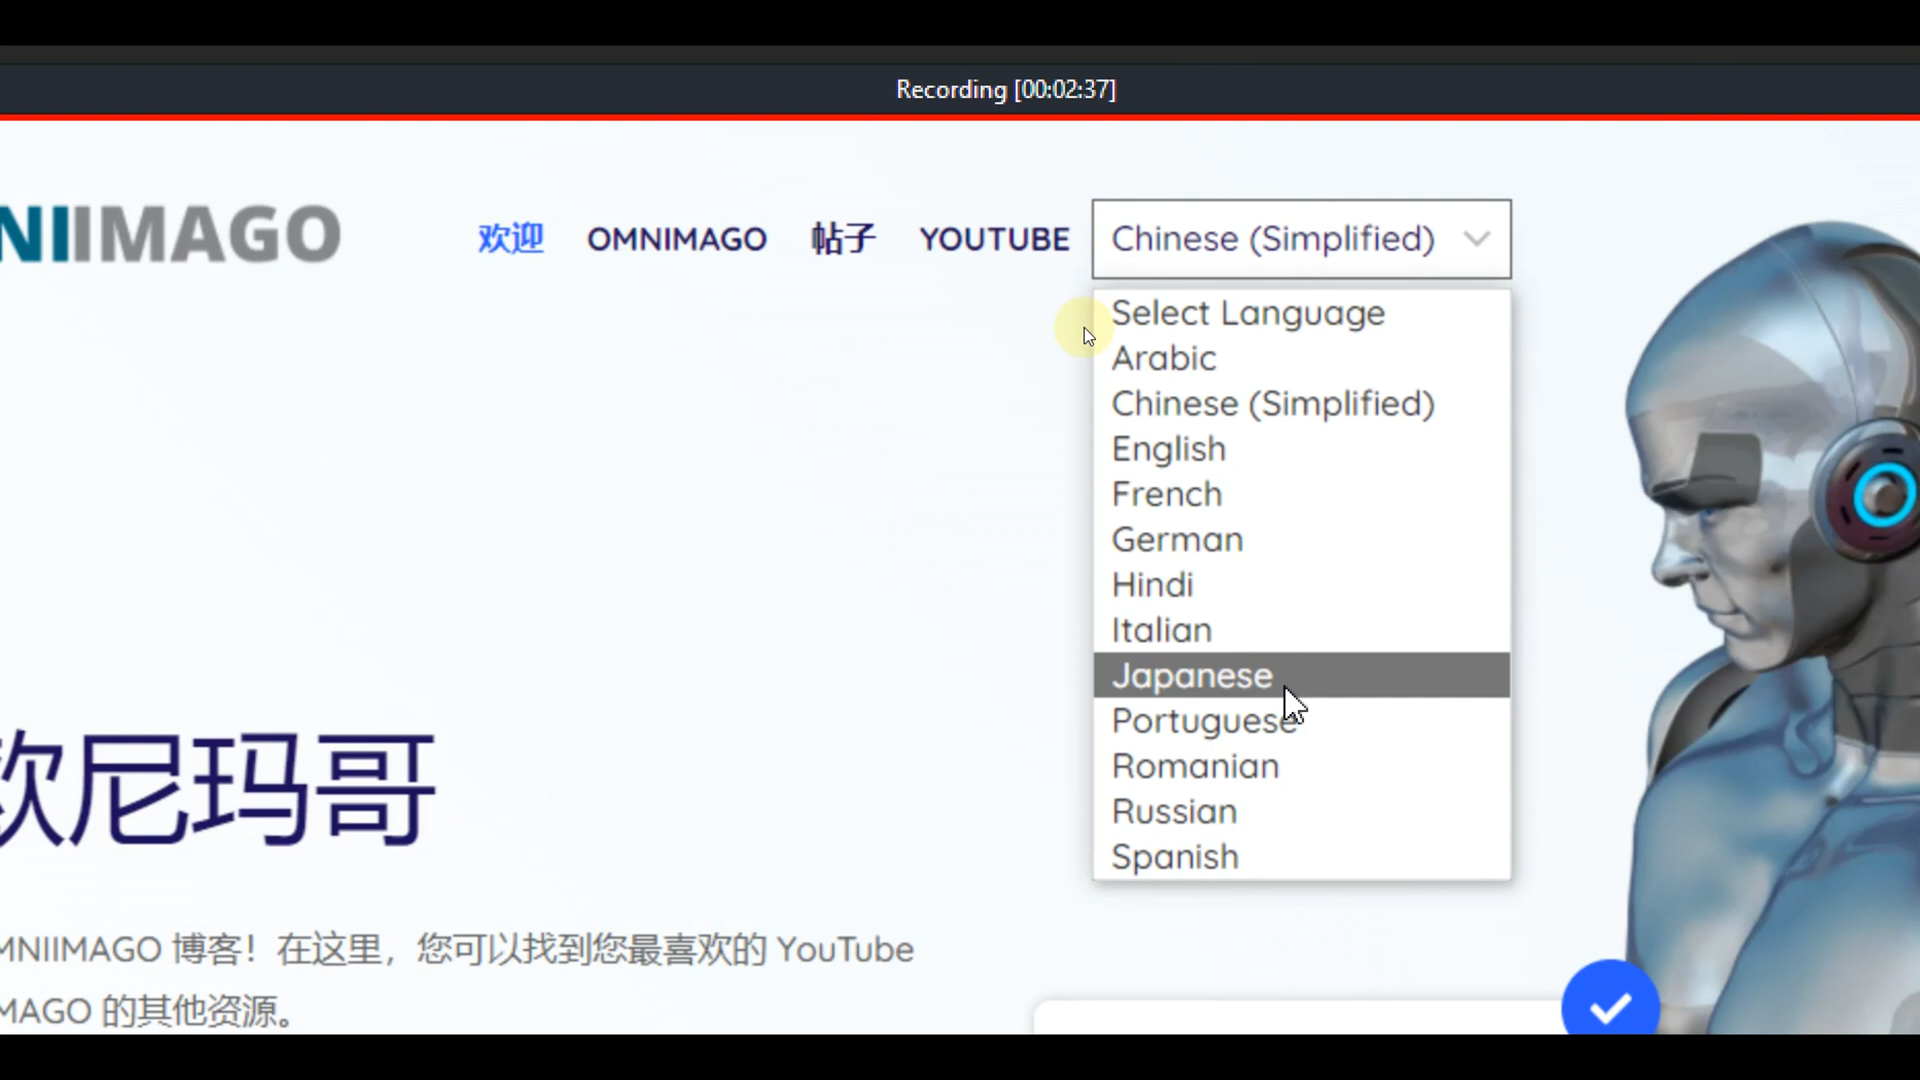 Recording [00:02:37]
NIIMAGO
欢迎 OMNIMAGO 帖子 YOUTUBE Chinese (Simplified)
Select Language
Arabic
Chinese (Simplified)
English
French
German
Hindi
Italian
Japanese
Portuguese
Romanian
Russian
Spanish
欧尼玛哥
MNIIMAGO 博客！在这里，您可以找到您最喜欢的 YouTube
MAGO 的其他资源。